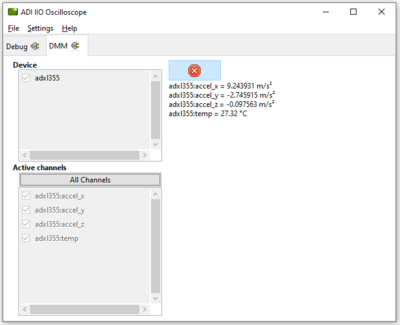 ADI IIO Oscilloscope
File Settings Help
Debug DMM
Device
adxl355
adxl355:accel_x = 9.243931 m/s²
adxl355:accel_y = -2.745915 m/s²
adxl355:accel_z = -0.097563 m/s²
adxl355:temp = 27.32 °C
Active channels
All Channels
adxl355:accel_x
adxl355:accel_y
adxl355:accel_z
adxl355:temp